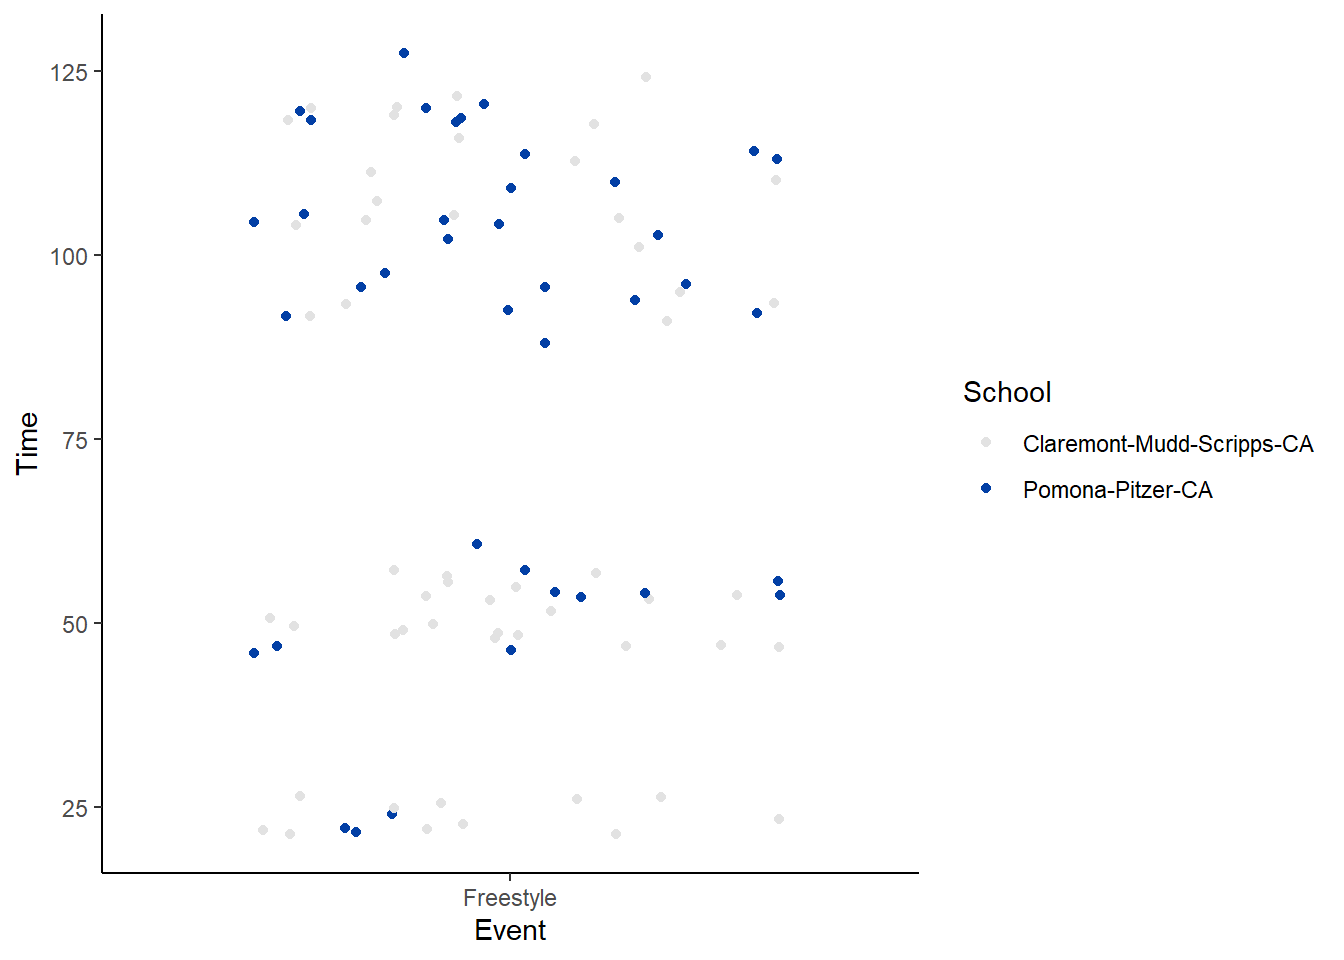 125
100
75
50
25
Time
Freestyle
Event
School
Claremont-Mudd-Scripps-CA
Pomona-Pitzer-CA